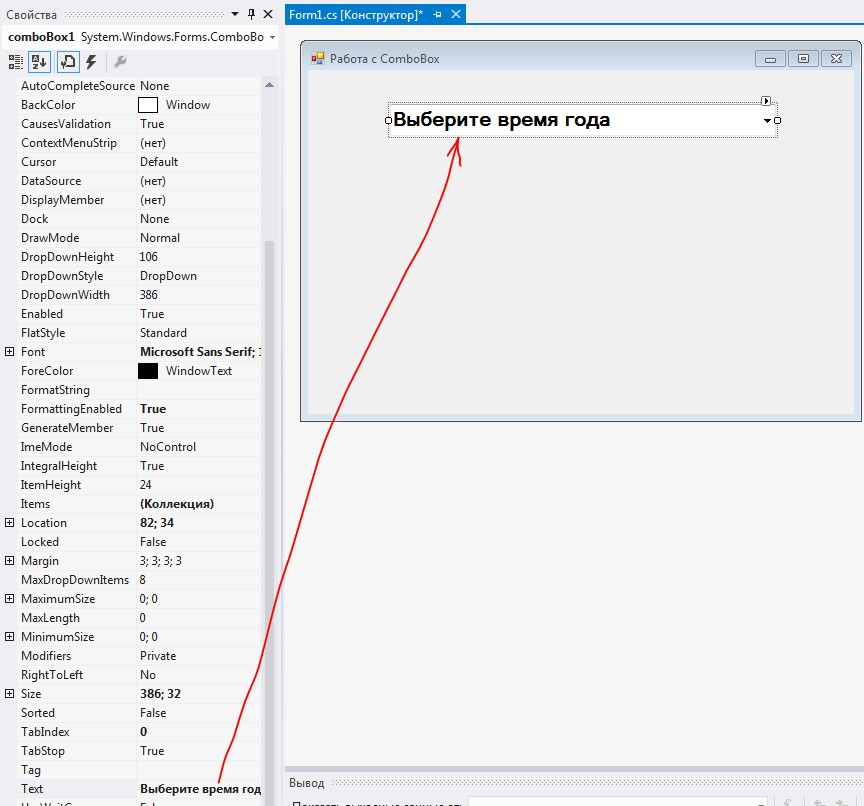 Свойства
comboBox1 System.Windows.Forms.ComboBo
AutoCompleteSource None
BackColor Window
CausesValidation True
ContextMenuStrip (нет)
Cursor Default
DataSource (нет)
DisplayMember (нет)
Dock None
DrawMode Normal
DropDownHeight 106
DropDownStyle DropDown
DropDownWidth 386
Enabled True
FlatStyle Standard
Font Microsoft Sans Serif; 1
ForeColor WindowText
FormatString
FormattingEnabled True
GenerateMember True
ImeMode NoControl
IntegralHeight True
ItemHeight 24
Items (Коллекция)
Location 82; 34
Locked False
Margin 3; 3; 3; 3
MaxDropDownItems 8
MaximumSize 0; 0
MaxLength 0
MinimumSize 0; 0
Modifiers Private
RightToLeft No
Size 386; 32
Sorted False
TabIndex 0
TabStop True
Tag
Text Выберите время год
Form1.cs [Конструктор]*
Работа с ComboBox
Выберите время года
Вывод